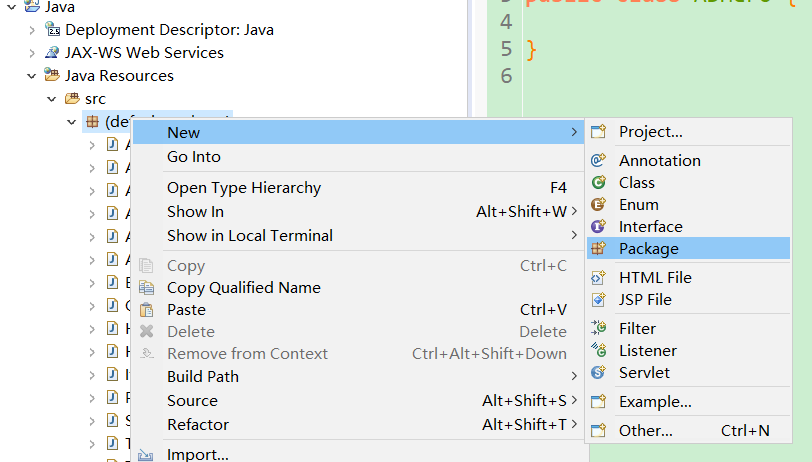 Java
Deployment Descriptor: Java
JAX-WS Web Services
Java Resources
src
New
Go Into
Open Type Hierarchy F4
Show In Alt+Shift+W
Show in Local Terminal
Copy Ctrl+C
Copy Qualified Name
Paste Ctrl+V
Delete Delete
Remove from Context Ctrl+Alt+Shift+Down
Build Path
Source Alt+Shift+S
Refactor Alt+Shift+T
Import...
Project...
Annotation
Class
Enum
Interface
Package
HTML File
JSP File
Filter
Listener
Servlet
Example...
Other... Ctrl+N
public class
4
5 }
6